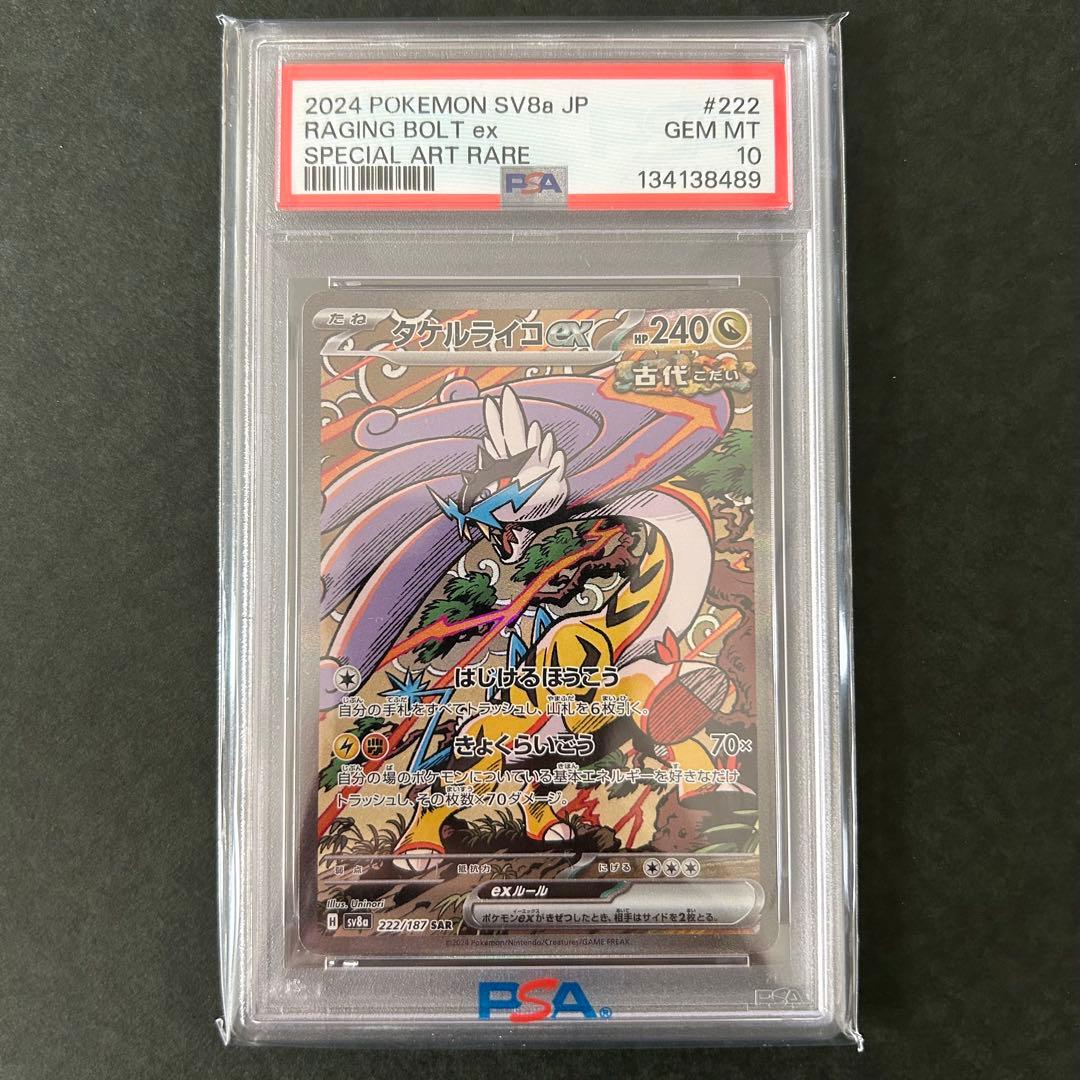 2024 POKEMON SV8a JP #222
RAGING BOLT ex GEM MT
SPECIAL ART RARE 10
PSA 134138489
たね タケルライコex HP240
古代 こだい
はじけるほうこう
自分の手札をすべてトラッシュし、山札を6枚引く。
きょくらいごう 70×
自分の場のポケモンについている基本エネルギーを好きなだけ
トラッシュし、その枚数×70ダメージ。
弱点 抵抗力 にげる
exルール
ポケモンexがきぜつしたとき、相手はサイドを2枚とる。
Illus. Uninori
H sv8a 222/187 SAR
©2024 Pokémon/Nintendo/Creatures/GAME FREAK.
PSA®
PSA